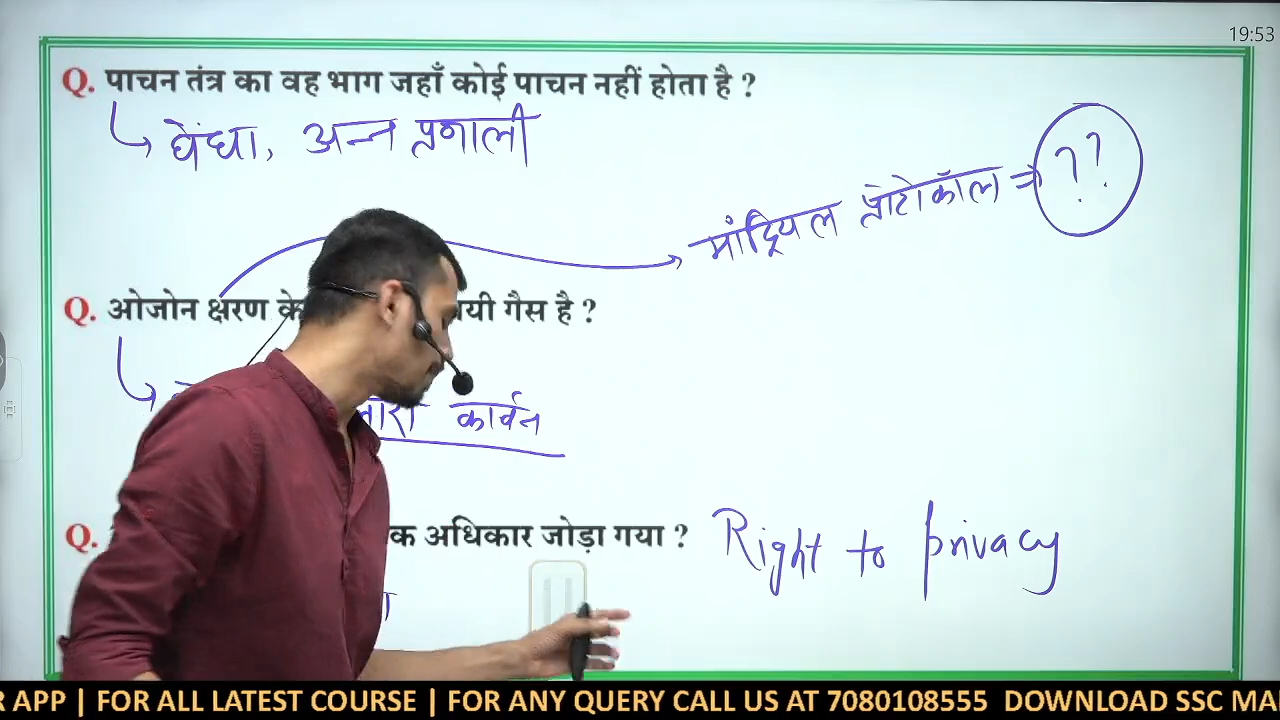 19:53
Q. पाचन तंत्र का वह भाग जहाँ कोई पाचन नहीं होता है ?
घेंघा, अन्न प्रणाली
मांट्रियल प्रोटोकॉल ⇒ ??
Q. ओजोन क्षरण के यी गैस है ?
कार्बन
Q. अधिकार जोड़ा गया ? Right to privacy
R APP | FOR ALL LATEST COURSE | FOR ANY QUERY CALL US AT 7080108555 DOWNLOAD SSC MA